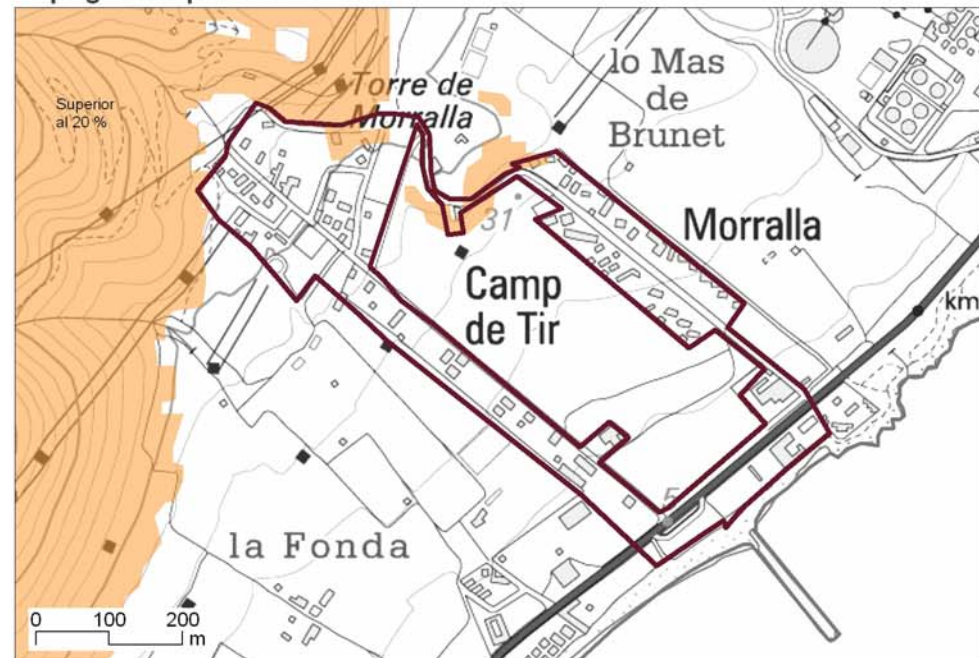 Superior
al 20 %
Torre de
Morralla
lo Mas
de
Brunet
31
Morralla
Camp
de Tir
km
5
la Fonda
0 100 200
m